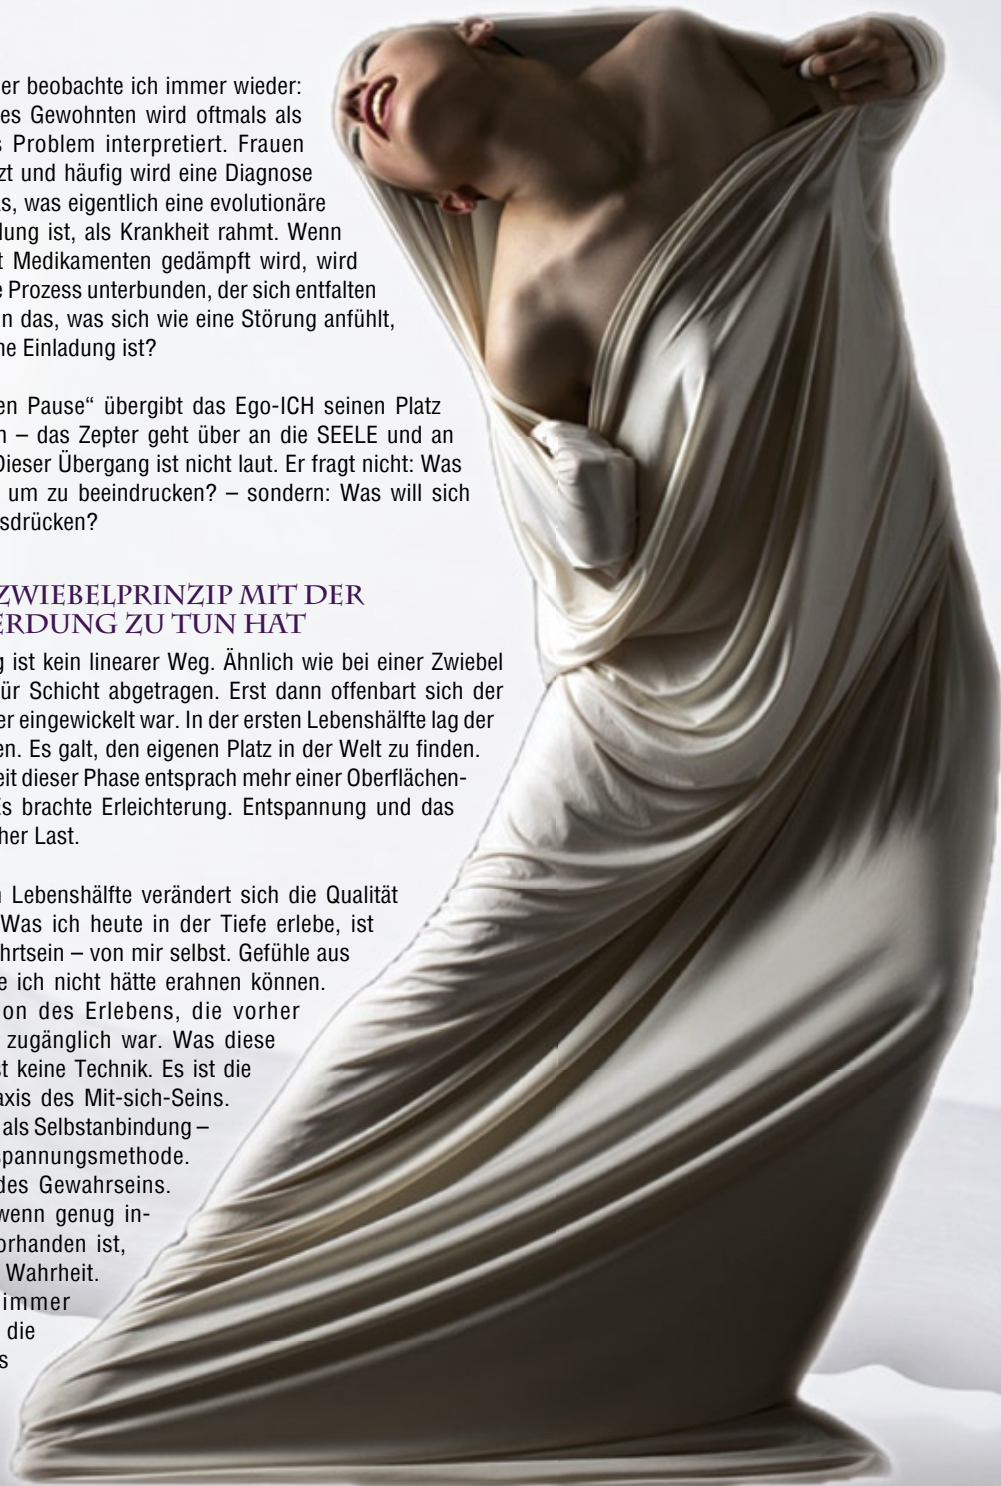 er beobachte ich immer wieder:
es Gewohnten wird oftmals als
s Problem interpretiert. Frauen
zt und häufig wird eine Diagnose
s, was eigentlich eine evolutionäre
lung ist, als Krankheit rahmt. Wenn
t Medikamenten gedämpft wird, wird
e Prozess unterbunden, der sich entfalten
n das, was sich wie eine Störung anfühlt,
ne Einladung ist?
en Pause“ übergibt das Ego-ICH seinen Platz
n – das Zepter geht über an die SEELE und an
Dieser Übergang ist nicht laut. Er fragt nicht: Was
um zu beeindrucken? – sondern: Was will sich
sdrücken?
ZWIEBELPRINZIP MIT DER
ERDUNG ZU TUN HAT
g ist kein linearer Weg. Ähnlich wie bei einer Zwiebel
ür Schicht abgetragen. Erst dann offenbart sich der
er eingewickelt war. In der ersten Lebenshälfte lag der
en. Es galt, den eigenen Platz in der Welt zu finden.
eit dieser Phase entsprach mehr einer Oberflächen-
Es brachte Erleichterung. Entspannung und das
her Last.
n Lebenshälfte verändert sich die Qualität
Was ich heute in der Tiefe erlebe, ist
hrtsein – von mir selbst. Gefühle aus
e ich nicht hätte erahnen können.
on des Erlebens, die vorher
zugänglich war. Was diese
st keine Technik. Es ist die
axis des Mit-sich-Seins.
als Selbstanbindung –
spannungsmethode.
des Gewahrseins.
wenn genug in-
orhanden ist,
Wahrheit.
immer
die
s